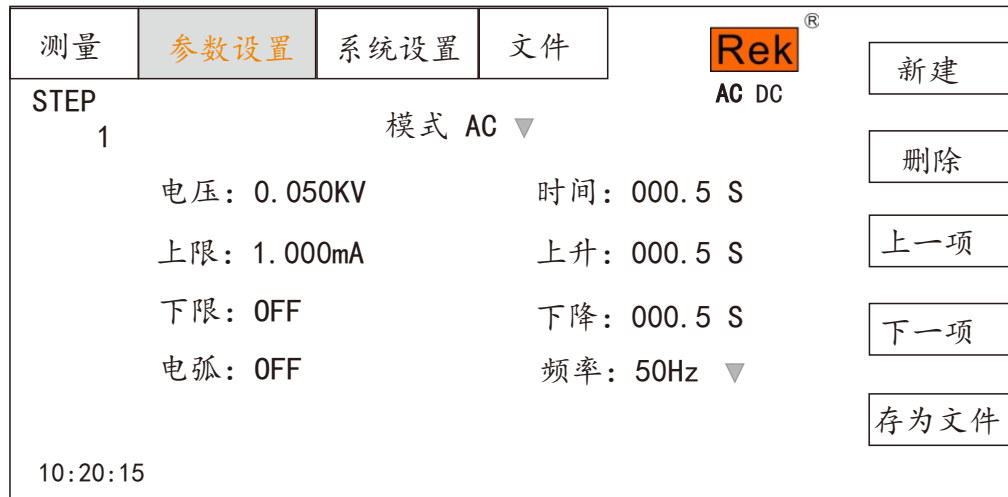 测量 参数设置 系统设置 文件 Rek ®
新建
AC DC
STEP
1
模式 AC ▼
删除
电压: 0.050KV 时间: 000.5 S
上一项
上限: 1.000mA 上升: 000.5 S
下限: OFF 下降: 000.5 S
下一项
电弧: OFF 频率: 50Hz ▼
存为文件
10:20:15